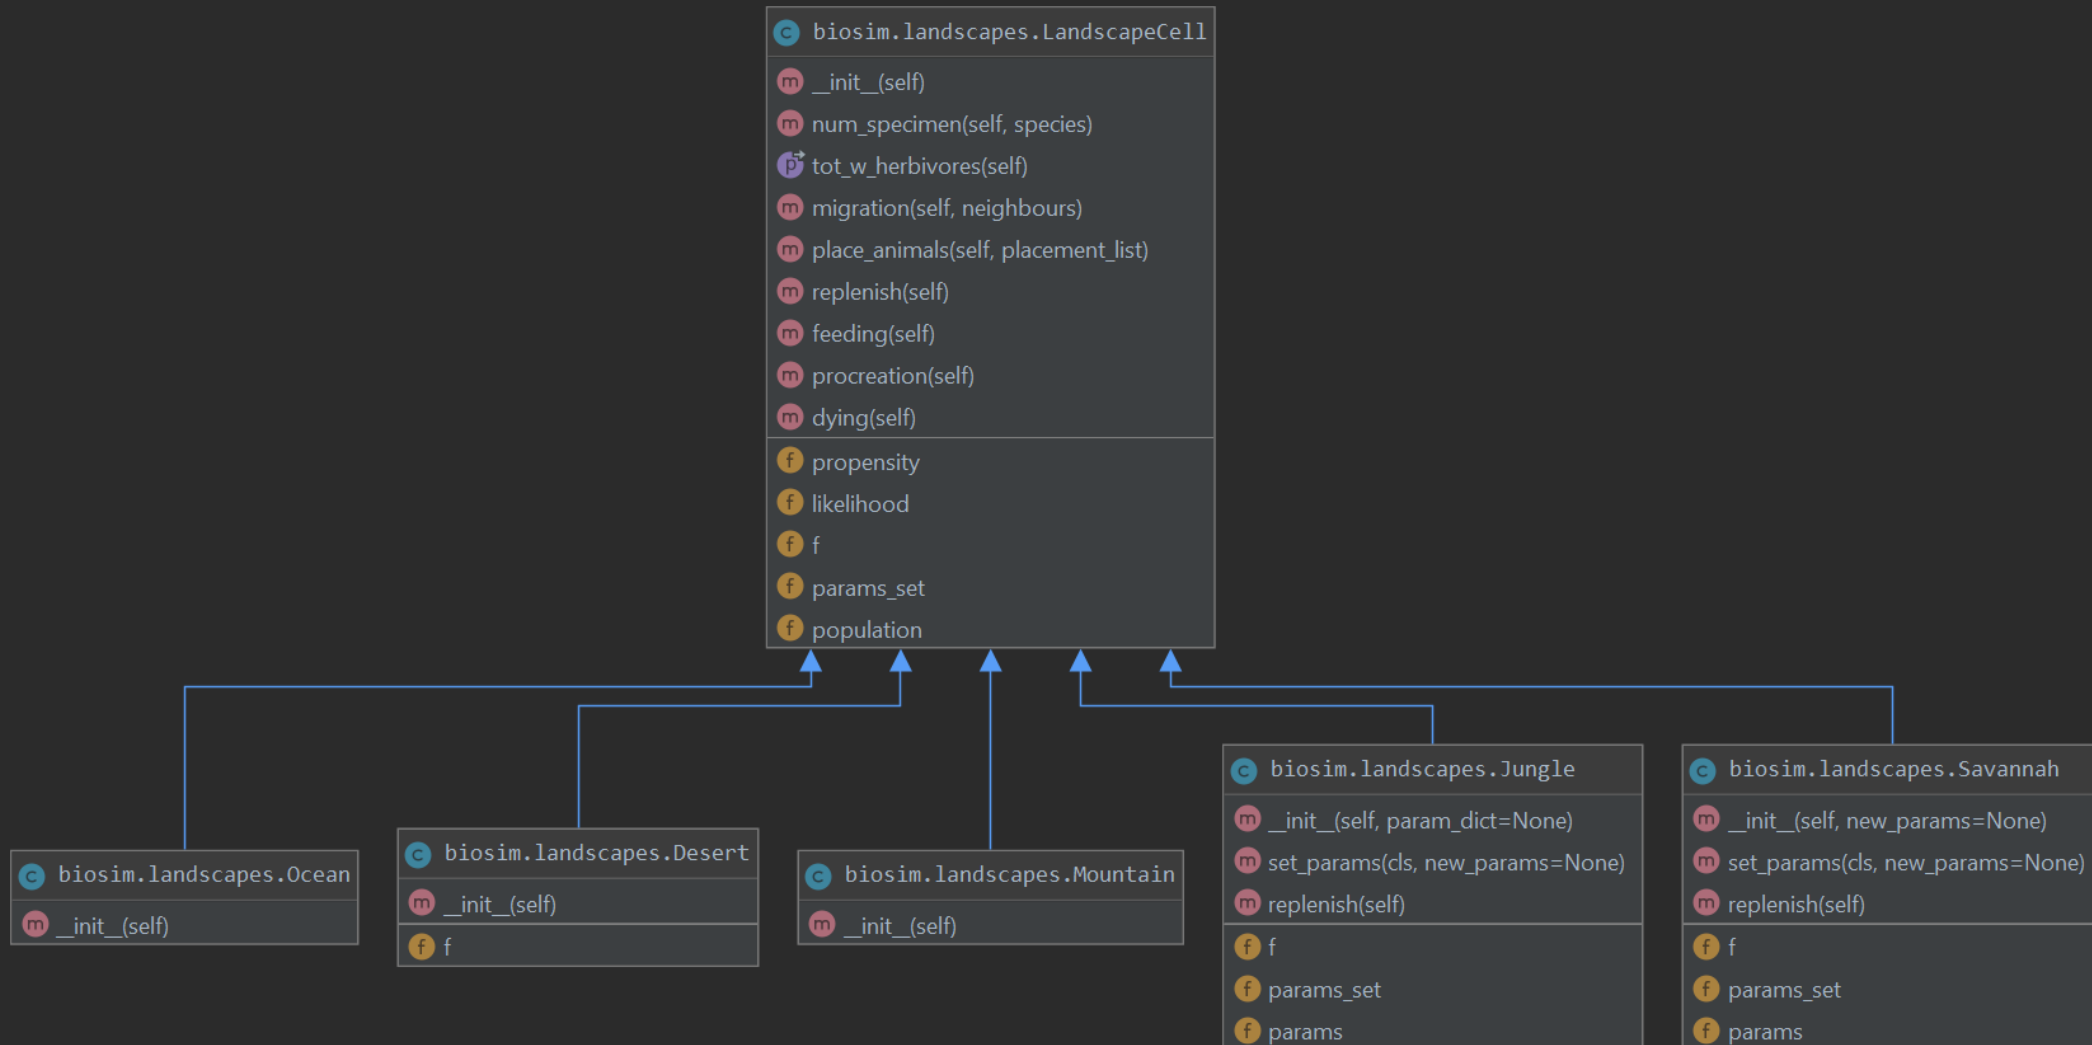 C biosim.landscapes.LandscapeCell
m __init__(self)
m num_specimen(self, species)
p tot_w_herbivores(self)
m migration(self, neighbours)
m place_animals(self, placement_list)
m replenish(self)
m feeding(self)
m procreation(self)
m dying(self)
f propensity
f likelihood
f f
f params_set
f population
C biosim.landscapes.Ocean
m __init__(self)
C biosim.landscapes.Desert
m __init__(self)
f f
C biosim.landscapes.Mountain
m __init__(self)
C biosim.landscapes.Jungle
m __init__(self, param_dict=None)
m set_params(cls, new_params=None)
m replenish(self)
f f
f params_set
f params
C biosim.landscapes.Savannah
m __init__(self, new_params=None)
m set_params(cls, new_params=None)
m replenish(self)
f f
f params_set
f params